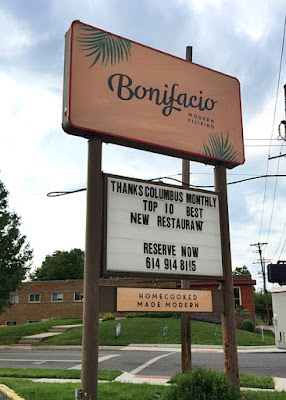 Bonifacio
MODERN
FILIPINO
THANKS COLUMBUS MONTHLY
TOP 10 BEST
NEW RESTAURANT
RESERVE NOW
614 914 8115
HOMECOOKED
MADE MODERN